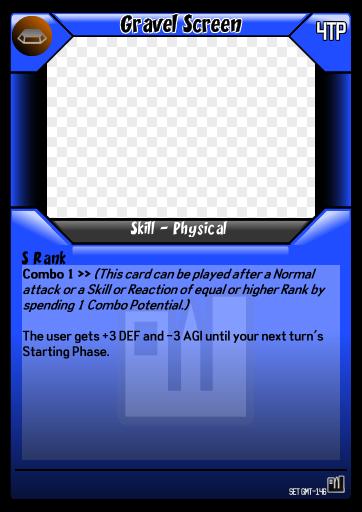 Gravel Screen
4TP
Skill - Physical
S Rank
Combo 1 >> (This card can be played after a Normal
attack or a Skill or Reaction of equal or higher Rank by
spending 1 Combo Potential.)
The user gets +3 DEF and -3 AGI until your next turn's
Starting Phase.
SET GMT-146